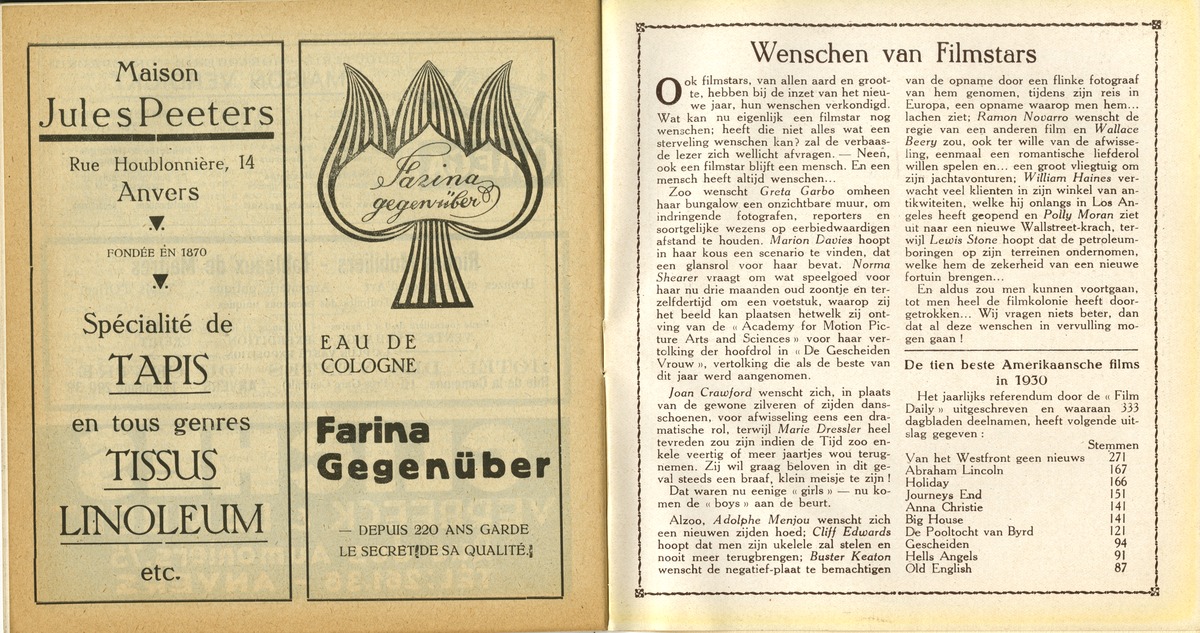 Maison
Jules Peeters
Rue Houblonnière, 14
Anvers
FONDÉE EN 1870
Spécialité de
TAPIS
en tous genres
TISSUS
LINOLEUM
etc.
Farina
gegenüber
EAU DE
COLOGNE
Farina
Gegenüber
— DEPUIS 220 ANS GARDE
LE SECRET DE SA QUALITÉ.
Wenschen van Filmstars
Ook filmstars, van allen aard en groot-
te, hebben bij de inzet van het nieu-
we jaar, hun wenschen verkondigd.
Wat kan nu eigenlijk een filmstar nog
wenschen; heeft die niet alles wat een
sterveling wenschen kan? zal de verbaas-
de lezer zich wellicht afvragen. — Neen,
ook een filmstar blijft een mensch. En een
mensch heeft altijd wenschen...
Zoo wenscht Greta Garbo omheen
haar bungalow een onzichtbare muur, om
indringende fotografen, reporters en
soortgelijke wezens op eerbiedwaardigen
afstand te houden. Marion Davies hoopt
in haar kous een scenario te vinden, dat
een glansrol voor haar bevat. Norma
Shearer vraagt om wat speelgoed voor
haar nu drie maanden oud zoontje en ter-
zelfdertijd om een voetstuk, waarop zij
het beeld kan plaatsen hetwelk zij ont-
ving van de « Academy for Motion Pic-
ture Arts and Sciences » voor haar ver-
tolking der hoofdrol in « De Gescheiden
Vrouw », vertolking die als de beste van
dit jaar werd aangenomen.
Joan Crawford wenscht zich, in plaats
van de gewone zilveren of zijden dans-
schoenen, voor afwisseling eens een dra-
matische rol, terwijl Marie Dressler heel
tevreden zou zijn indien de Tijd zoo en-
kele veertig of meer jaartjes wou terug-
nemen. Zij wil graag beloven in dit ge-
val steeds een braaf, klein meisje te zijn !
Dat waren nu eenige « girls » — nu ko-
men de « boys » aan de beurt.
Alzoo, Adolphe Menjou wenscht zich
een nieuwen zijden hoed; Cliff Edwards
hoopt dat men zijn ukelele zal stelen en
nooit meer terugbrengen; Buster Keaton
wenscht de negatief-plaat te bemachtigen
van de opname door een flinke fotograaf
van hem genomen, tijdens zijn reis in
Europa, een opname waarop men hem...
lachen ziet; Ramon Novarro wenscht de
regie van een anderen film en Wallace
Beery zou, ook ter wille van de afwisse-
ling, eenmaal een romantische liefderol
willen spelen en... een groot vliegtuig om
zijn jachtavonturen; William Haines ver-
wacht veel klienten in zijn winkel van an-
tikwiteiten, welke hij onlangs in Los An-
geles heeft geopend en Polly Moran ziet
uit naar een nieuwe Wallstreet-krach, ter-
wijl Lewis Stone hoopt dat de petroleum-
boringen op zijn terreinen ondernomen,
welke hem de zekerheid van een nieuwe
fortuin brengen...
En aldus zou men kunnen voortgaan,
tot men heel de filmkolonie heeft door-
getrokken... Wij vragen niets beter, dan
dat al deze wenschen in vervulling mo-
gen gaan !
De tien beste Amerikaansche films
in 1930
Het jaarlijks referendum door de « Film
Daily » uitgeschreven en waaraan 333
dagbladen deelnamen, heeft volgende uit-
slag gegeven :
Stemmen
Van het Westfront geen nieuws 271
Abraham Lincoln 167
Holiday 166
Journeys End 151
Anna Christie 141
Big House 141
De Pooltocht van Byrd 121
Gescheiden 94
Hells Angels 91
Old English 87